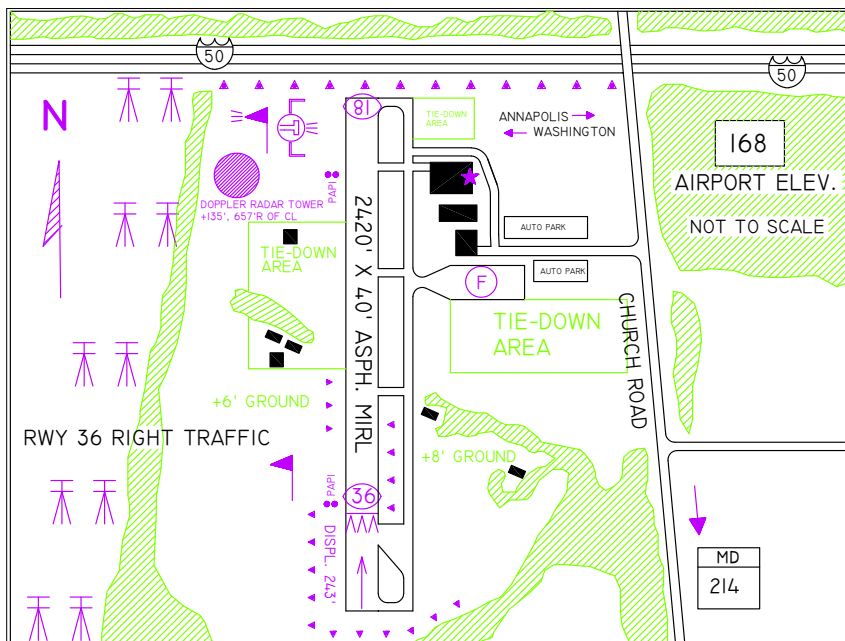 50
50
N
18
TIE-DOWN
AREA
ANNAPOLIS
WASHINGTON
168
AIRPORT ELEV.
NOT TO SCALE
PAPI
DOPPLER RADAR TOWER
+135', 657'R OF CL
TIE-DOWN
AREA
2420' X 40' ASPH. MIRL
AUTO PARK
AUTO PARK
F
TIE-DOWN
AREA
CHURCH ROAD
+6' GROUND
RWY 36 RIGHT TRAFFIC
+8' GROUND
PAPI
36
DISPL. 243'
MD
214